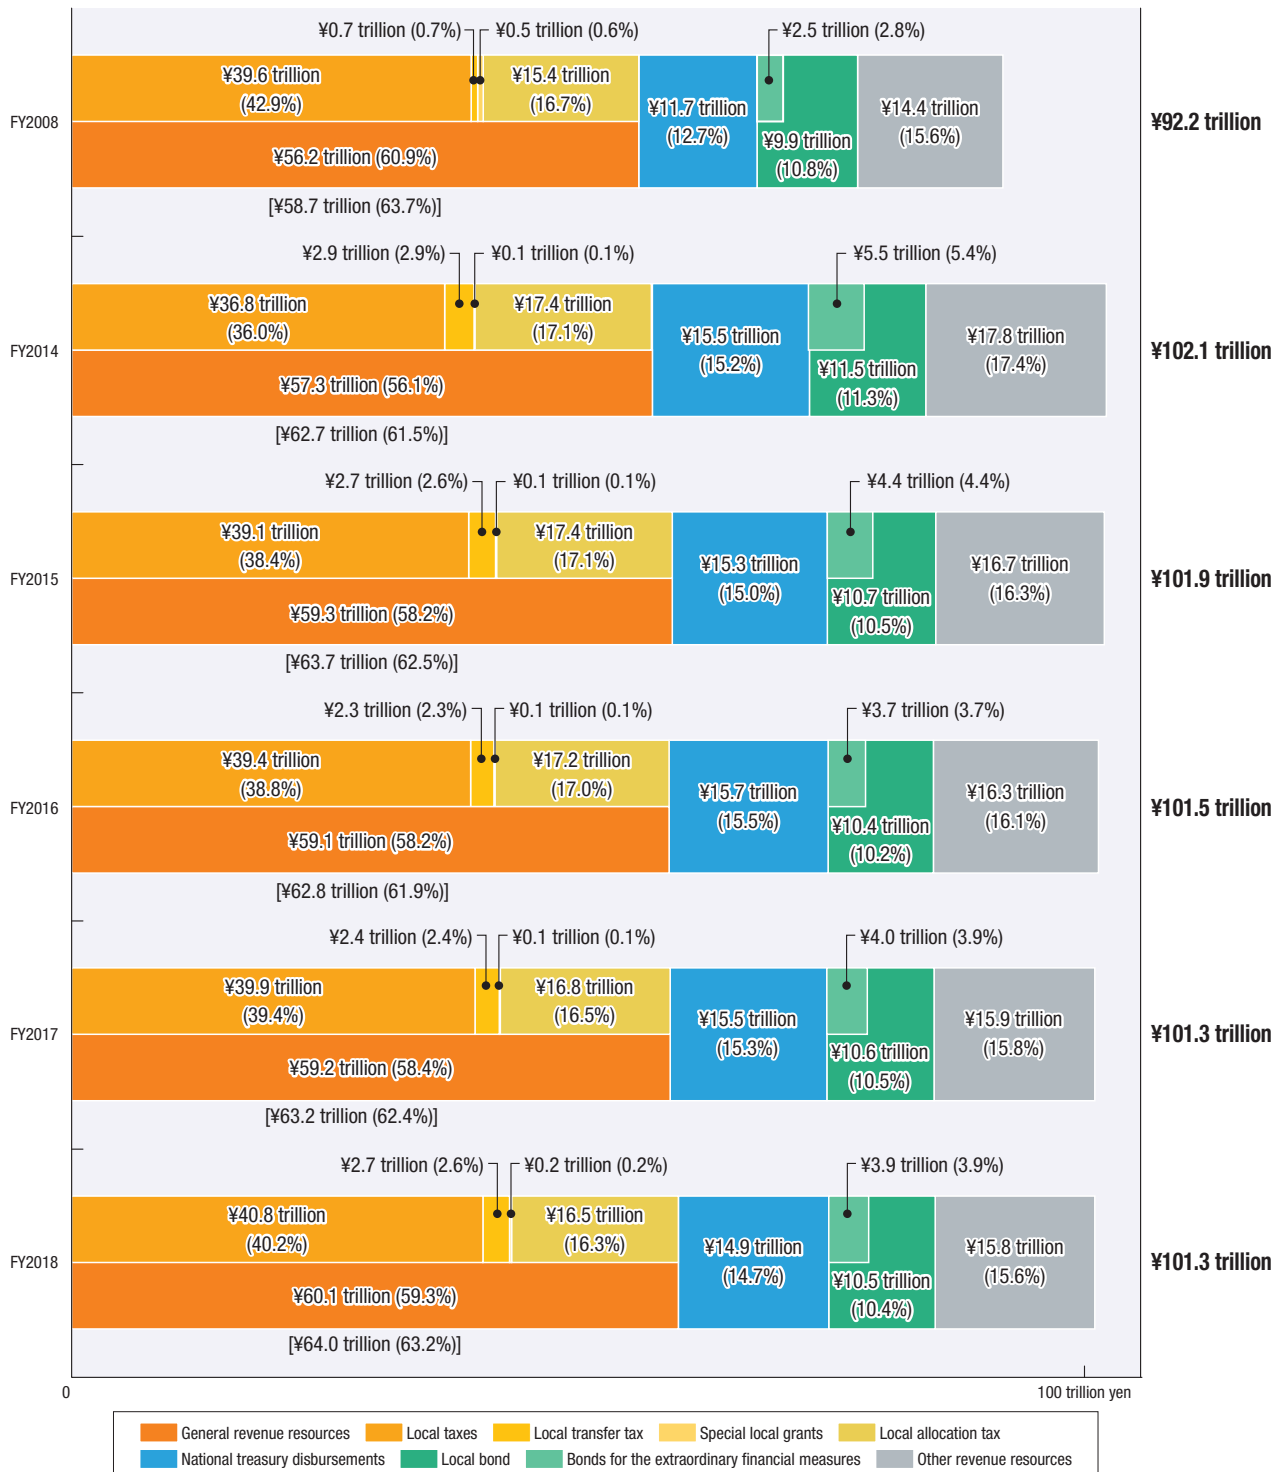 ¥0.7 trillion (0.7%) ¥0.5 trillion (0.6%) ¥2.5 trillion (2.8%)
¥39.6 trillion
(42.9%)
¥15.4 trillion
(16.7%)
¥11.7 trillion
(12.7%)
¥9.9 trillion
(10.8%)
¥14.4 trillion
(15.6%)
FY2008
¥92.2 trillion
¥56.2 trillion (60.9%)
[¥58.7 trillion (63.7%)]
¥2.9 trillion (2.9%) ¥0.1 trillion (0.1%) ¥5.5 trillion (5.4%)
¥36.8 trillion
(36.0%)
¥17.4 trillion
(17.1%)
¥15.5 trillion
(15.2%)
¥11.5 trillion
(11.3%)
¥17.8 trillion
(17.4%)
FY2014
¥102.1 trillion
¥57.3 trillion (56.1%)
[¥62.7 trillion (61.5%)]
¥2.7 trillion (2.6%) ¥0.1 trillion (0.1%) ¥4.4 trillion (4.4%)
¥39.1 trillion
(38.4%)
¥17.4 trillion
(17.1%)
¥15.3 trillion
(15.0%)
¥10.7 trillion
(10.5%)
¥16.7 trillion
(16.3%)
FY2015
¥101.9 trillion
¥59.3 trillion (58.2%)
[¥63.7 trillion (62.5%)]
¥2.3 trillion (2.3%) ¥0.1 trillion (0.1%) ¥3.7 trillion (3.7%)
¥39.4 trillion
(38.8%)
¥17.2 trillion
(17.0%)
¥15.7 trillion
(15.5%)
¥10.4 trillion
(10.2%)
¥16.3 trillion
(16.1%)
FY2016
¥101.5 trillion
¥59.1 trillion (58.2%)
[¥62.8 trillion (61.9%)]
¥2.4 trillion (2.4%) ¥0.1 trillion (0.1%) ¥4.0 trillion (3.9%)
¥39.9 trillion
(39.4%)
¥16.8 trillion
(16.5%)
¥15.5 trillion
(15.3%)
¥10.6 trillion
(10.5%)
¥15.9 trillion
(15.8%)
FY2017
¥101.3 trillion
¥59.2 trillion (58.4%)
[¥63.2 trillion (62.4%)]
¥2.7 trillion (2.6%) ¥0.2 trillion (0.2%) ¥3.9 trillion (3.9%)
¥40.8 trillion
(40.2%)
¥16.5 trillion
(16.3%)
¥14.9 trillion
(14.7%)
¥10.5 trillion
(10.4%)
¥15.8 trillion
(15.6%)
FY2018
¥101.3 trillion
¥60.1 trillion (59.3%)
[¥64.0 trillion (63.2%)]
0 100 trillion yen
General revenue resources Local taxes Local transfer tax Special local grants Local allocation tax
National treasury disbursements Local bond Bonds for the extraordinary financial measures Other revenue resources